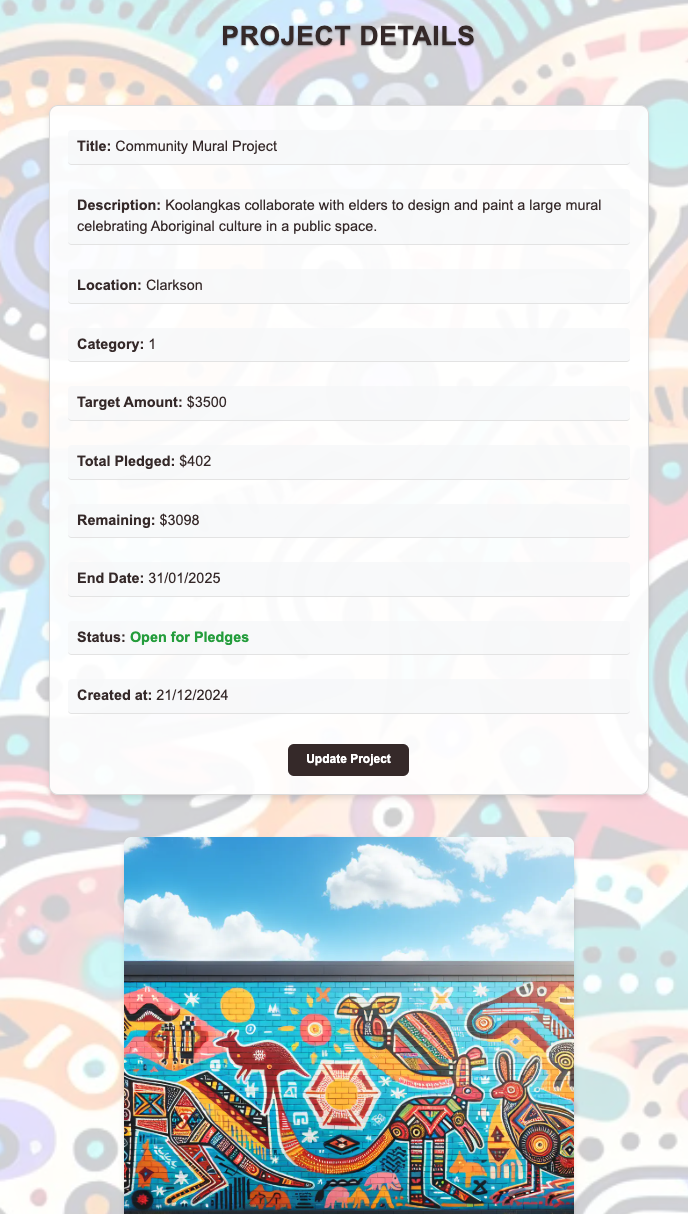 PROJECT DETAILS
Title: Community Mural Project
Description: Koolangkas collaborate with elders to design and paint a large mural
celebrating Aboriginal culture in a public space.
Location: Clarkson
Category: 1
Target Amount: $3500
Total Pledged: $402
Remaining: $3098
End Date: 31/01/2025
Status: Open for Pledges
Created at: 21/12/2024
Update Project